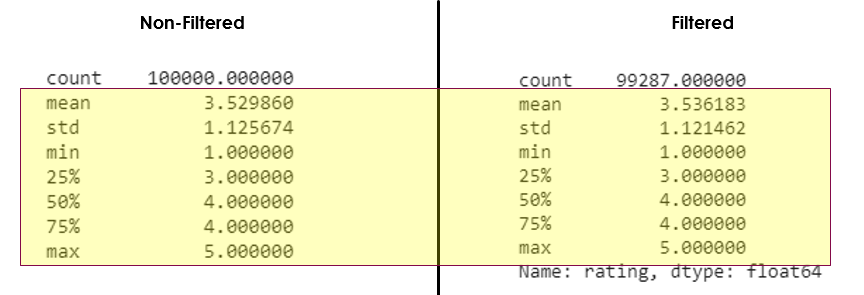 Non-Filtered
count 100000.000000
mean 3.529860
std 1.125674
min 1.000000
25% 3.000000
50% 4.000000
75% 4.000000
max 5.000000
Filtered
count 99287.000000
mean 3.536183
std 1.121462
min 1.000000
25% 3.000000
50% 4.000000
75% 4.000000
max 5.000000
Name: rating, dtype: float64